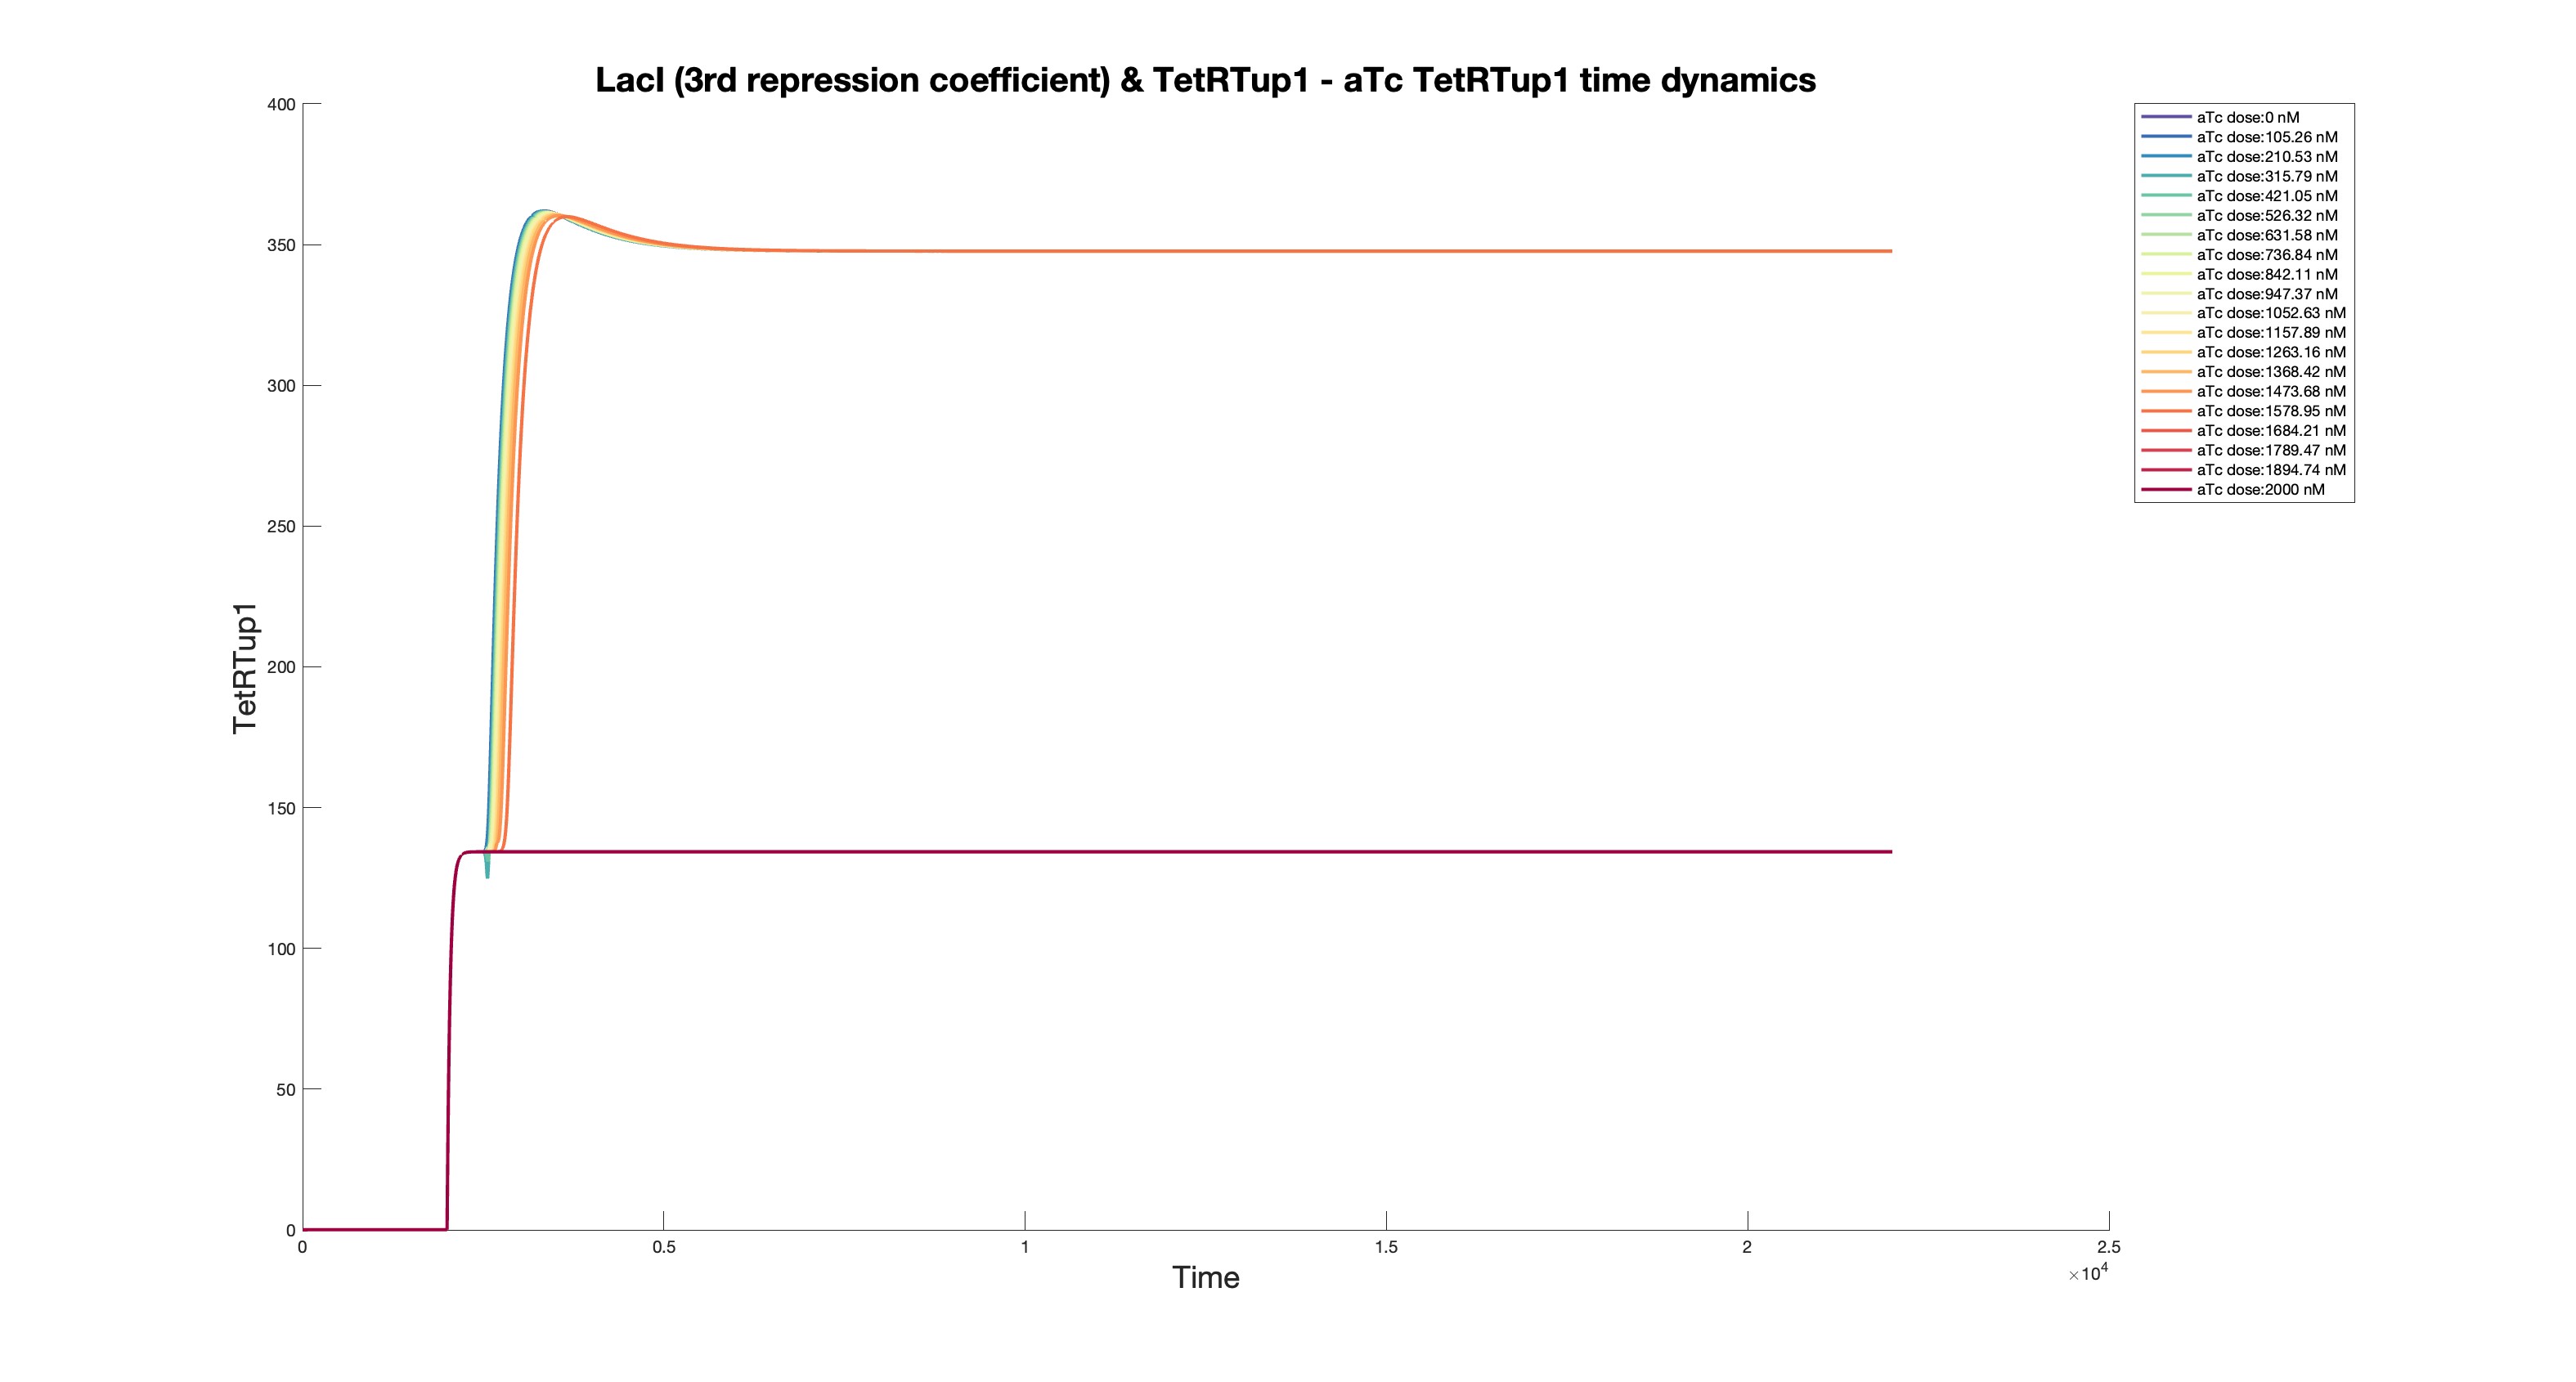 LacI (3rd repression coefficient) & TetRTup1 - aTc TetRTup1 time dynamics
400
350
300
250
200
150
100
50
0
TetRTup1
0
0.5
1
1.5
2
2.5
×10⁴
Time
aTc dose:0 nM
aTc dose:105.26 nM
aTc dose:210.53 nM
aTc dose:315.79 nM
aTc dose:421.05 nM
aTc dose:526.32 nM
aTc dose:631.58 nM
aTc dose:736.84 nM
aTc dose:842.11 nM
aTc dose:947.37 nM
aTc dose:1052.63 nM
aTc dose:1157.89 nM
aTc dose:1263.16 nM
aTc dose:1368.42 nM
aTc dose:1473.68 nM
aTc dose:1578.95 nM
aTc dose:1684.21 nM
aTc dose:1789.47 nM
aTc dose:1894.74 nM
aTc dose:2000 nM